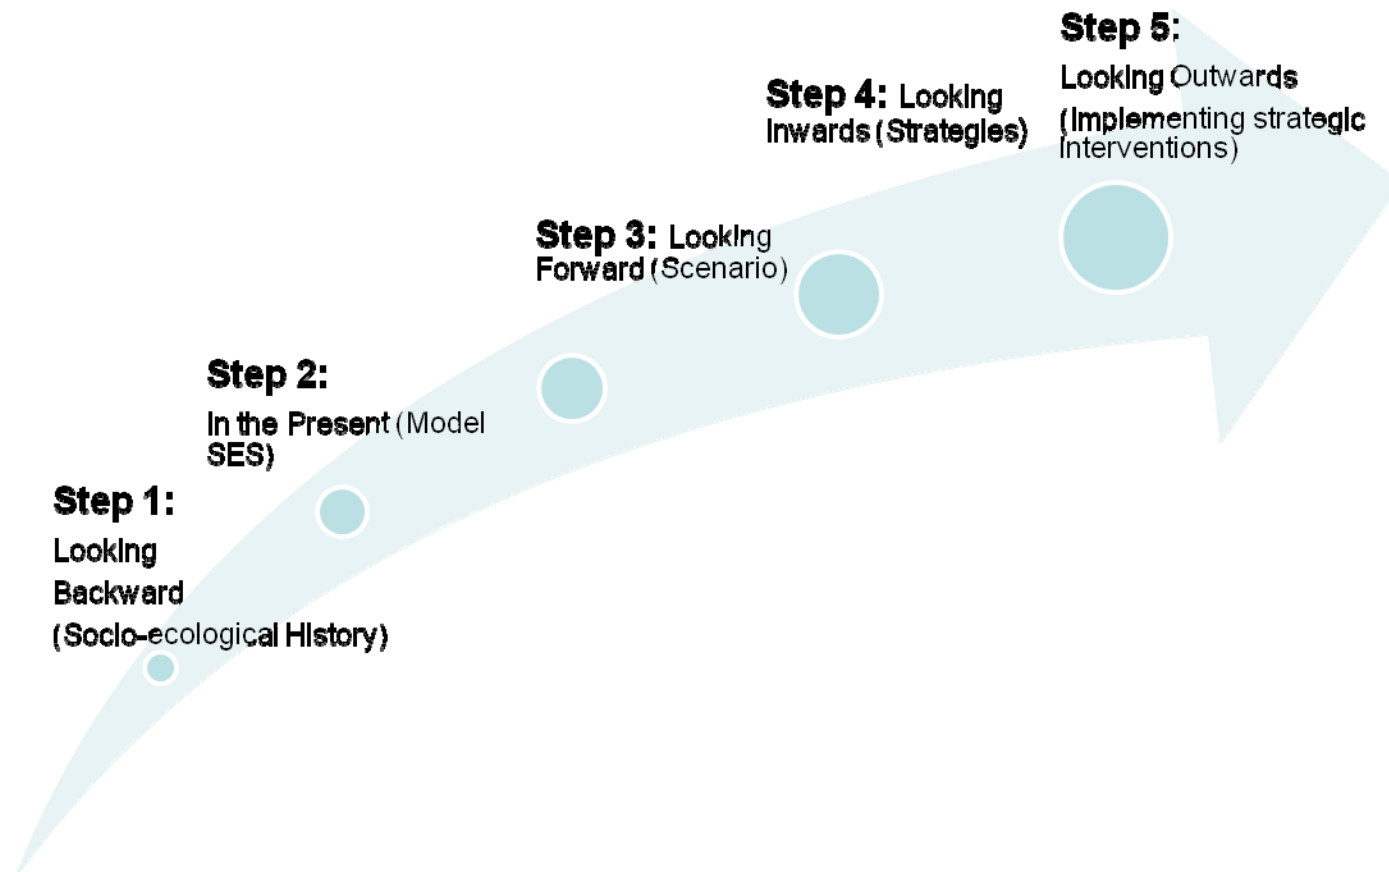 Step 1:
Looking
Backward
(Socio-ecological History)
Step 2:
In the Present (Model
SES)
Step 3: Looking
Forward (Scenario)
Step 4: Looking
Inwards (Strategies)
Step 5:
Looking Outwards
(Implementing strategic
Interventions)